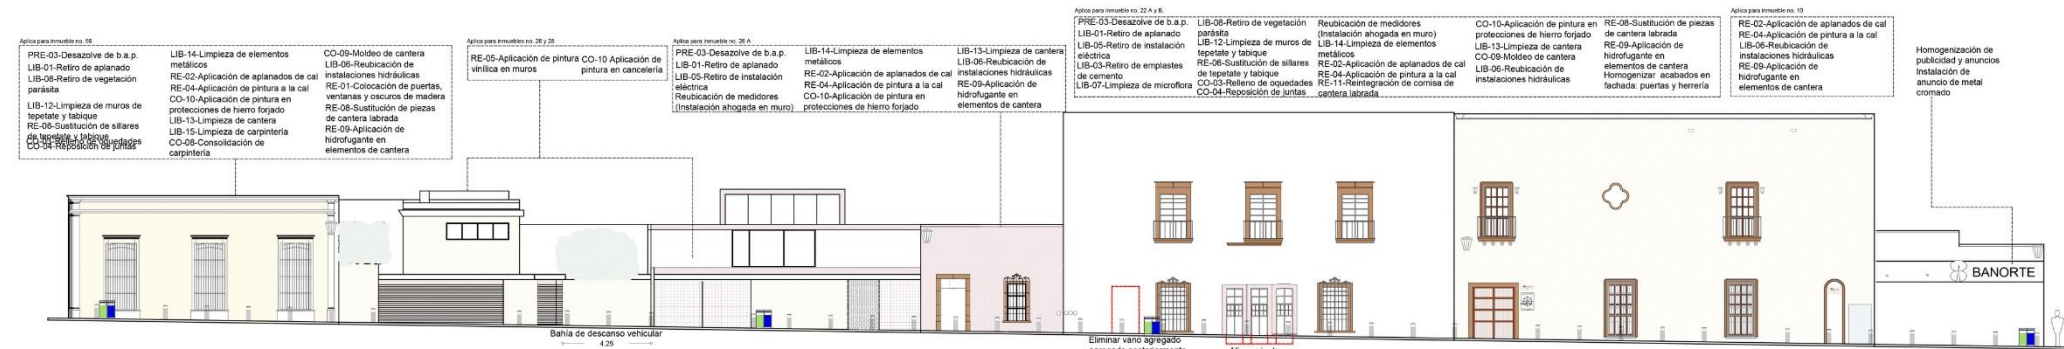 Aplica para inmueble no. 56
PRE-03-Desazolve de b.a.p.
LIB-01-Retiro de aplanado
LIB-08-Retiro de vegetación
parásita
LIB-12-Limpieza de muros de
tepetate y tabique
RE-06-Sustitución de sillares
de tepetate y tabique
CO-03-Relleno de oquedades
CO-04-Reposición de juntas
LIB-14-Limpieza de elementos
metálicos
RE-02-Aplicación de aplanados de cal
RE-04-Aplicación de pintura a la cal
CO-10-Aplicación de pintura en
protecciones de hierro forjado
LIB-13-Limpieza de cantera
LIB-15-Limpieza de carpintería
CO-08-Consolidación de
carpintería
CO-09-Moldeo de cantera
LIB-06-Reubicación de
instalaciones hidráulicas
RE-01-Colocación de puertas,
ventanas y oscuros de madera
RE-08-Sustitución de piezas
de cantera labrada
RE-09-Aplicación de
hidrofugante en
elementos de cantera
Aplica para inmuebles no. 26 y 28
RE-05-Aplicación de pintura
vinílica en muros
CO-10 Aplicación de
pintura en cancelería
Aplica para inmueble no. 26 A
PRE-03-Desazolve de b.a.p.
LIB-01-Retiro de aplanado
LIB-05-Retiro de instalación
eléctrica
Reubicación de medidores
(Instalación ahogada en muro)
LIB-14-Limpieza de elementos
metálicos
RE-02-Aplicación de aplanados de cal
RE-04-Aplicación de pintura a la cal
CO-10-Aplicación de pintura en
protecciones de hierro forjado
LIB-13-Limpieza de cantera
LIB-06-Reubicación de
instalaciones hidráulicas
RE-09-Aplicación de
hidrofugante en
elementos de cantera
Aplica para inmueble no. 22 A y B.
PRE-03-Desazolve de b.a.p.
LIB-01-Retiro de aplanado
LIB-05-Retiro de instalación
eléctrica
LIB-03-Retiro de emplastes
de cemento
LIB-07-Limpieza de microflora
LIB-08-Retiro de vegetación
parásita
LIB-12-Limpieza de muros de
tepetate y tabique
RE-06-Sustitución de sillares
de tepetate y tabique
CO-03-Relleno de oquedades
CO-04-Reposición de juntas
Reubicación de medidores
(Instalación ahogada en muro)
LIB-14-Limpieza de elementos
metálicos
RE-02-Aplicación de aplanados de cal
RE-04-Aplicación de pintura a la cal
RE-11-Reintegración de cornisa de
cantera labrada
CO-10-Aplicación de pintura en
protecciones de hierro forjado
LIB-13-Limpieza de cantera
CO-09-Moldeo de cantera
LIB-06-Reubicación de
instalaciones hidráulicas
RE-08-Sustitución de piezas
de cantera labrada
RE-09-Aplicación de
hidrofugante en
elementos de cantera
Homogenizar acabados en
fachada: puertas y herrería
Aplica para inmueble no. 10
RE-02-Aplicación de aplanados de cal
RE-04-Aplicación de pintura a la cal
LIB-06-Reubicación de
instalaciones hidráulicas
RE-09-Aplicación de
hidrofugante en
elementos de cantera
Homogenización de
publicidad y anuncios
Instalación de
anuncio de metal
cromado
BANORTE
Bahía de descanso vehicular
4.25
Eliminar vano agregado